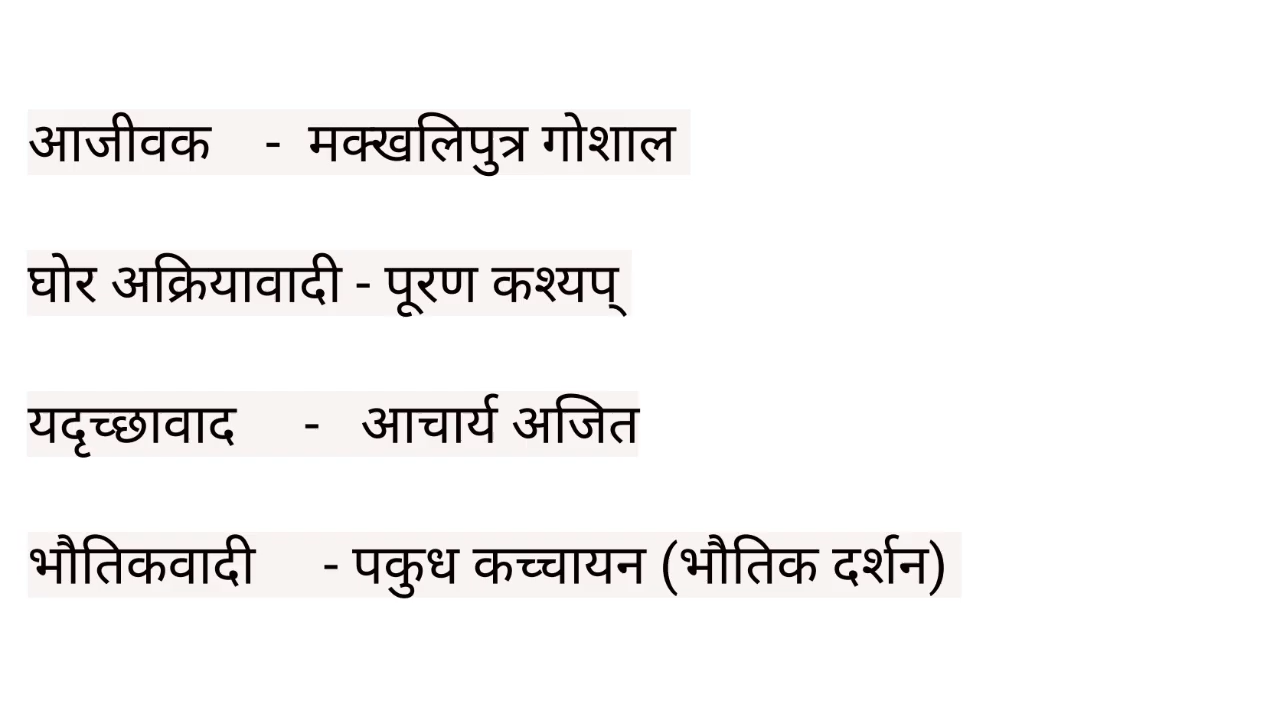 आजीवक - मक्खलिपुत्र गोशाल
घोर अक्रियावादी - पूरण कश्यप्
यदृच्छावाद - आचार्य अजित
भौतिकवादी - पकुध कच्चायन (भौतिक दर्शन)